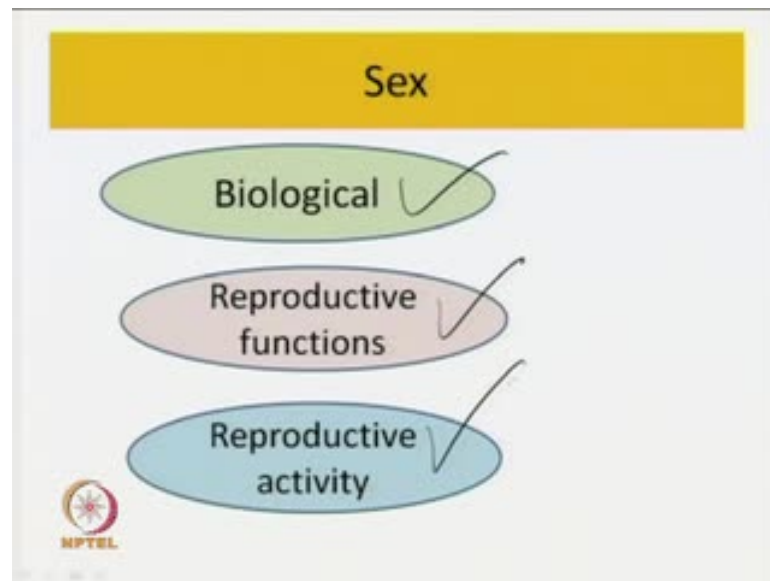 Sex
Biological
Reproductive
functions
Reproductive
activity
NPTEL